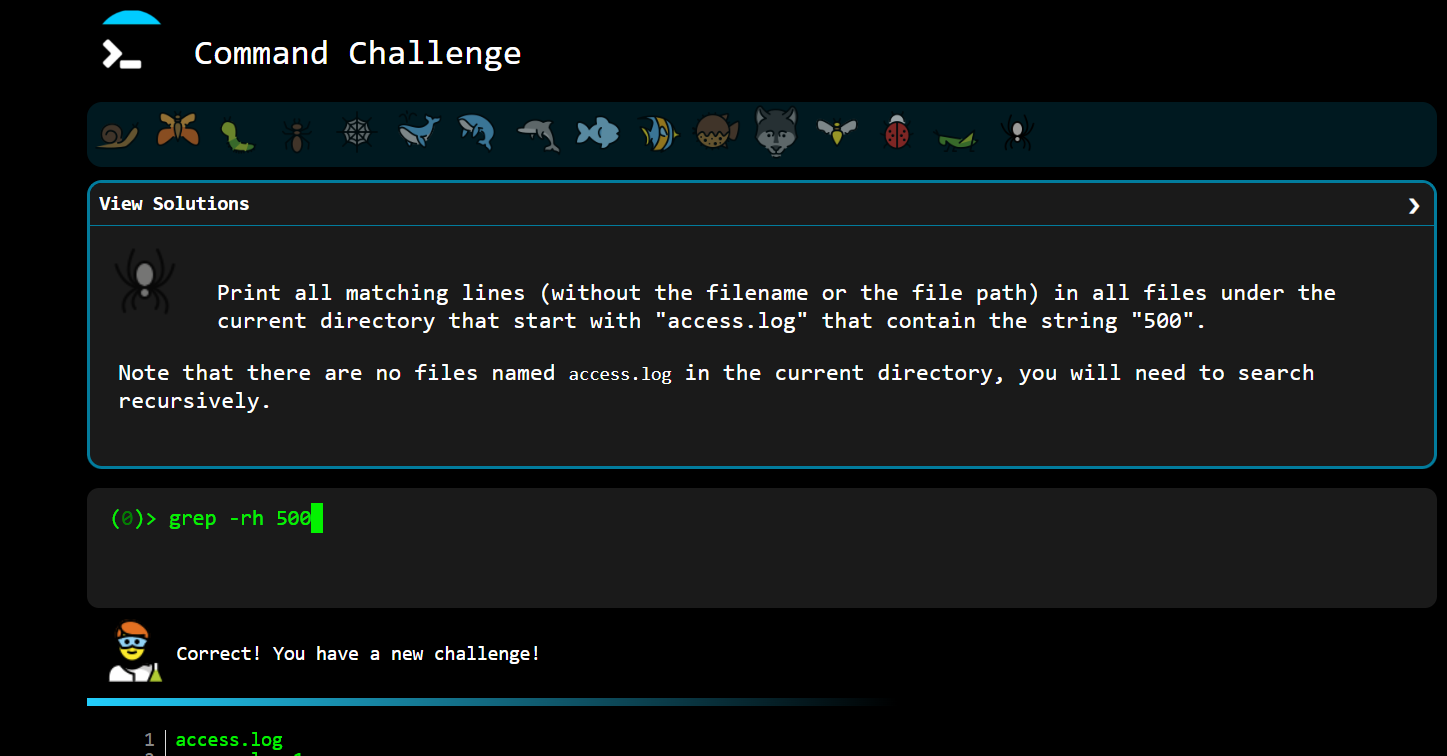 Command Challenge
View Solutions
Print all matching lines (without the filename or the file path) in all files under the
current directory that start with "access.log" that contain the string "500".
Note that there are no files named access.log in the current directory, you will need to search
recursively.
(0)> grep -rh 500
Correct! You have a new challenge!
1 access.log